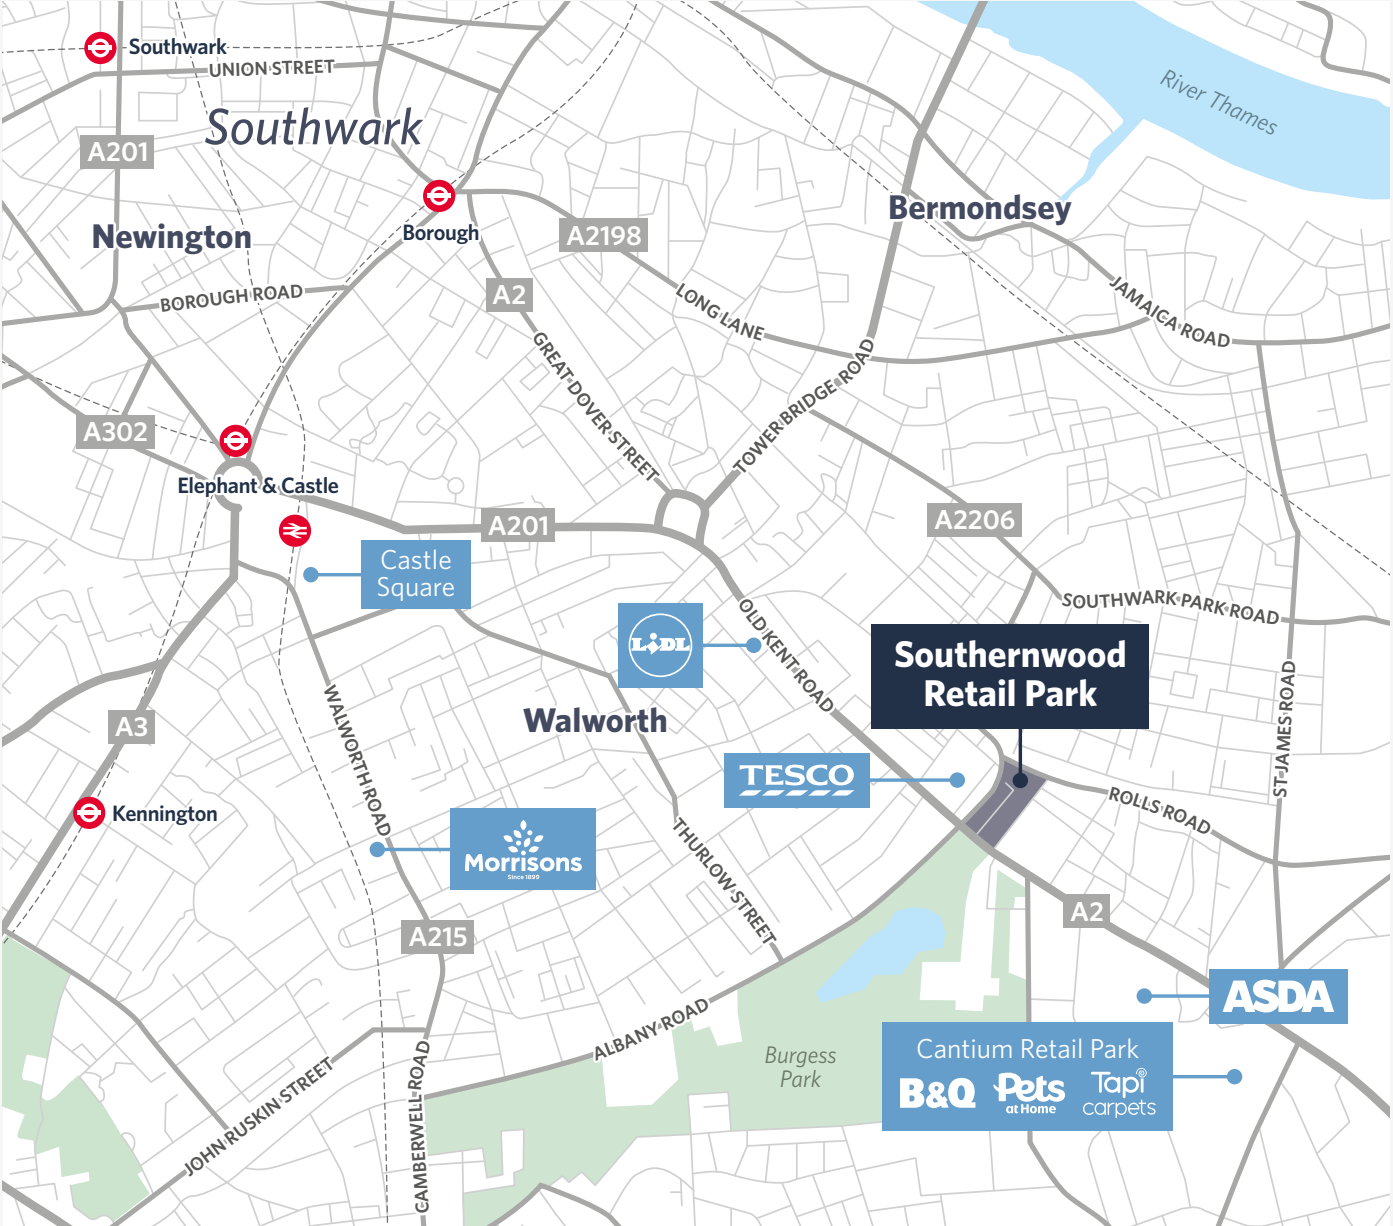 Southwark
UNION STREET
River Thames
Southwark
A201
Bermondsey
Newington
Borough
A2198
A2
BOROUGH ROAD
LONG LANE
JAMAICA ROAD
GREAT DOVER STREET
TOWER BRIDGE ROAD
A302
Elephant & Castle
A201
A2206
Castle
Square
SOUTHWARK PARK ROAD
OLD KENT ROAD
LIDL
Southernwood
Retail Park
Walworth
A3
WALWORTH ROAD
ST JAMES ROAD
TESCO
ROLLS ROAD
Kennington
Morrisons
Since 1899
THURLOW STREET
A2
A215
ASDA
ALBANY ROAD
Burgess
Park
Cantium Retail Park
B&Q
Pets
at Home
Tapi
carpets
JOHN RUSKIN STREET
CAMBERWELL ROAD